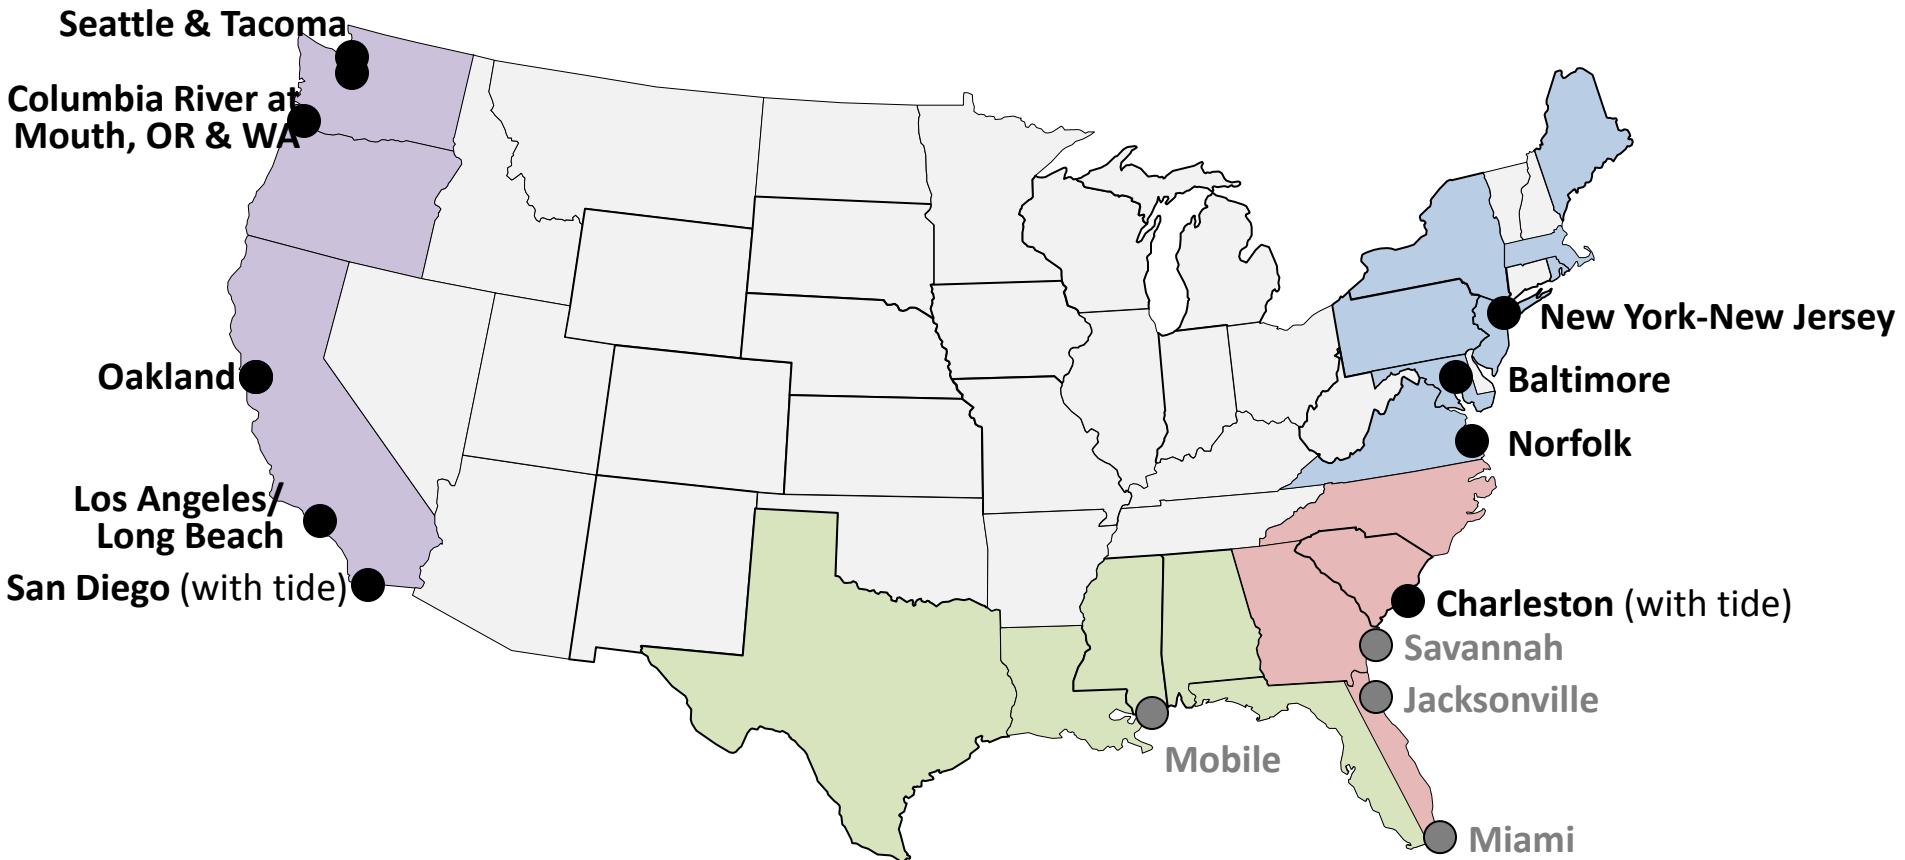 Seattle & Tacoma
Columbia River at
Mouth, OR & WA
Oakland
Los Angeles/
Long Beach
San Diego (with tide)
New York-New Jersey
Baltimore
Norfolk
Charleston (with tide)
Savannah
Jacksonville
Mobile
Miami